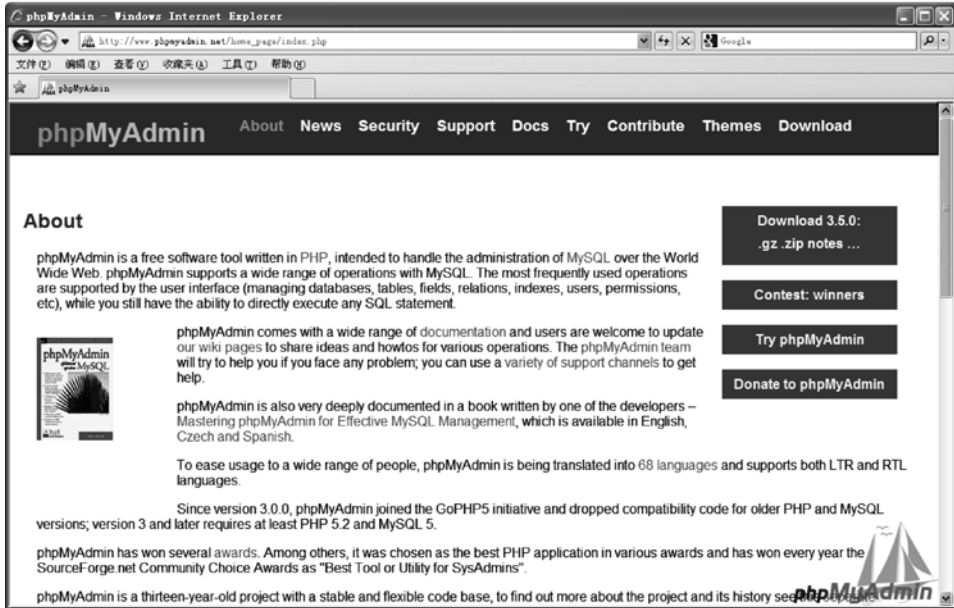 phpMyAdmin - Windows Internet Explorer
http://www.phpmyadmin.net/home_page/index.php
Google
文件(F) 编辑(E) 查看(V) 收藏夹(A) 工具(T) 帮助(H)
phpMyAdmin
phpMyAdmin About News Security Support Docs Try Contribute Themes Download
About
phpMyAdmin is a free software tool written in PHP, intended to handle the administration of MySQL over the World
Wide Web. phpMyAdmin supports a wide range of operations with MySQL. The most frequently used operations
are supported by the user interface (managing databases, tables, fields, relations, indexes, users, permissions,
etc), while you still have the ability to directly execute any SQL statement.
Download 3.5.0:
.gz .zip notes ...
Contest: winners
Try phpMyAdmin
Donate to phpMyAdmin
phpMyAdmin
MySQL
phpMyAdmin comes with a wide range of documentation and users are welcome to update
our wiki pages to share ideas and howtos for various operations. The phpMyAdmin team
will try to help you if you face any problem; you can use a variety of support channels to get
help.
phpMyAdmin is also very deeply documented in a book written by one of the developers –
Mastering phpMyAdmin for Effective MySQL Management, which is available in English,
Czech and Spanish.
To ease usage to a wide range of people, phpMyAdmin is being translated into 68 languages and supports both LTR and RTL
languages.
Since version 3.0.0, phpMyAdmin joined the GoPHP5 initiative and dropped compatibility code for older PHP and MySQL
versions; version 3 and later requires at least PHP 5.2 and MySQL 5.
phpMyAdmin has won several awards. Among others, it was chosen as the best PHP application in various awards and has won every year the
SourceForge.net Community Choice Awards as "Best Tool or Utility for SysAdmins".
phpMyAdmin is a thirteen-year-old project with a stable and flexible code base, to find out more about the project and its history see
phpMyAdmin